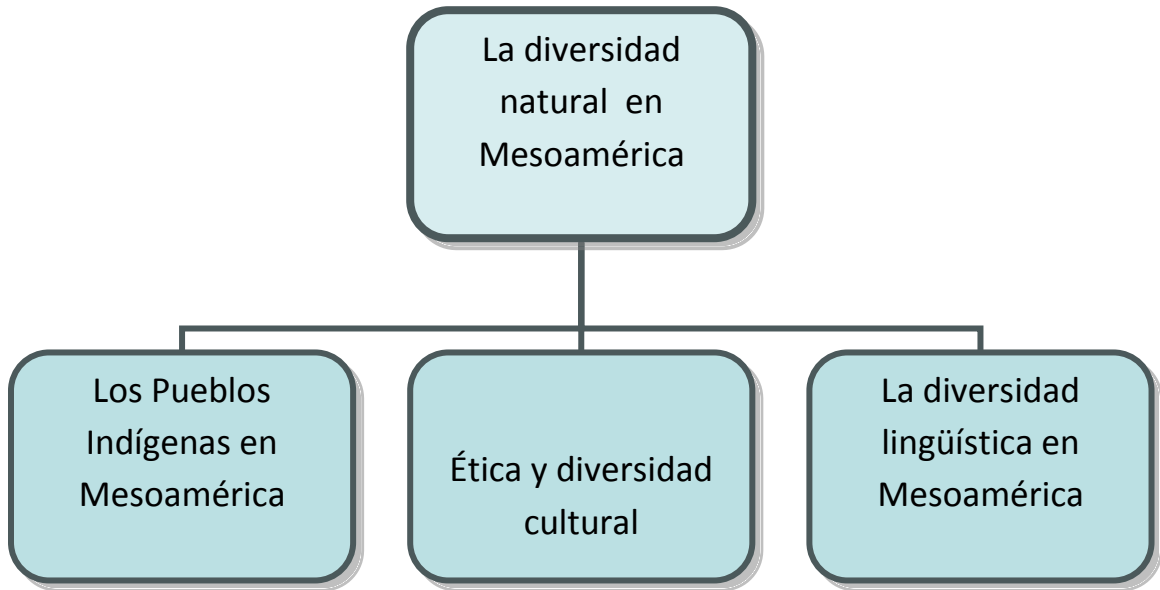 La diversidad
natural  en
Mesoamérica
Los Pueblos
Indígenas en
Mesoamérica
Ética y diversidad
cultural
La diversidad
lingüística en
Mesoamérica